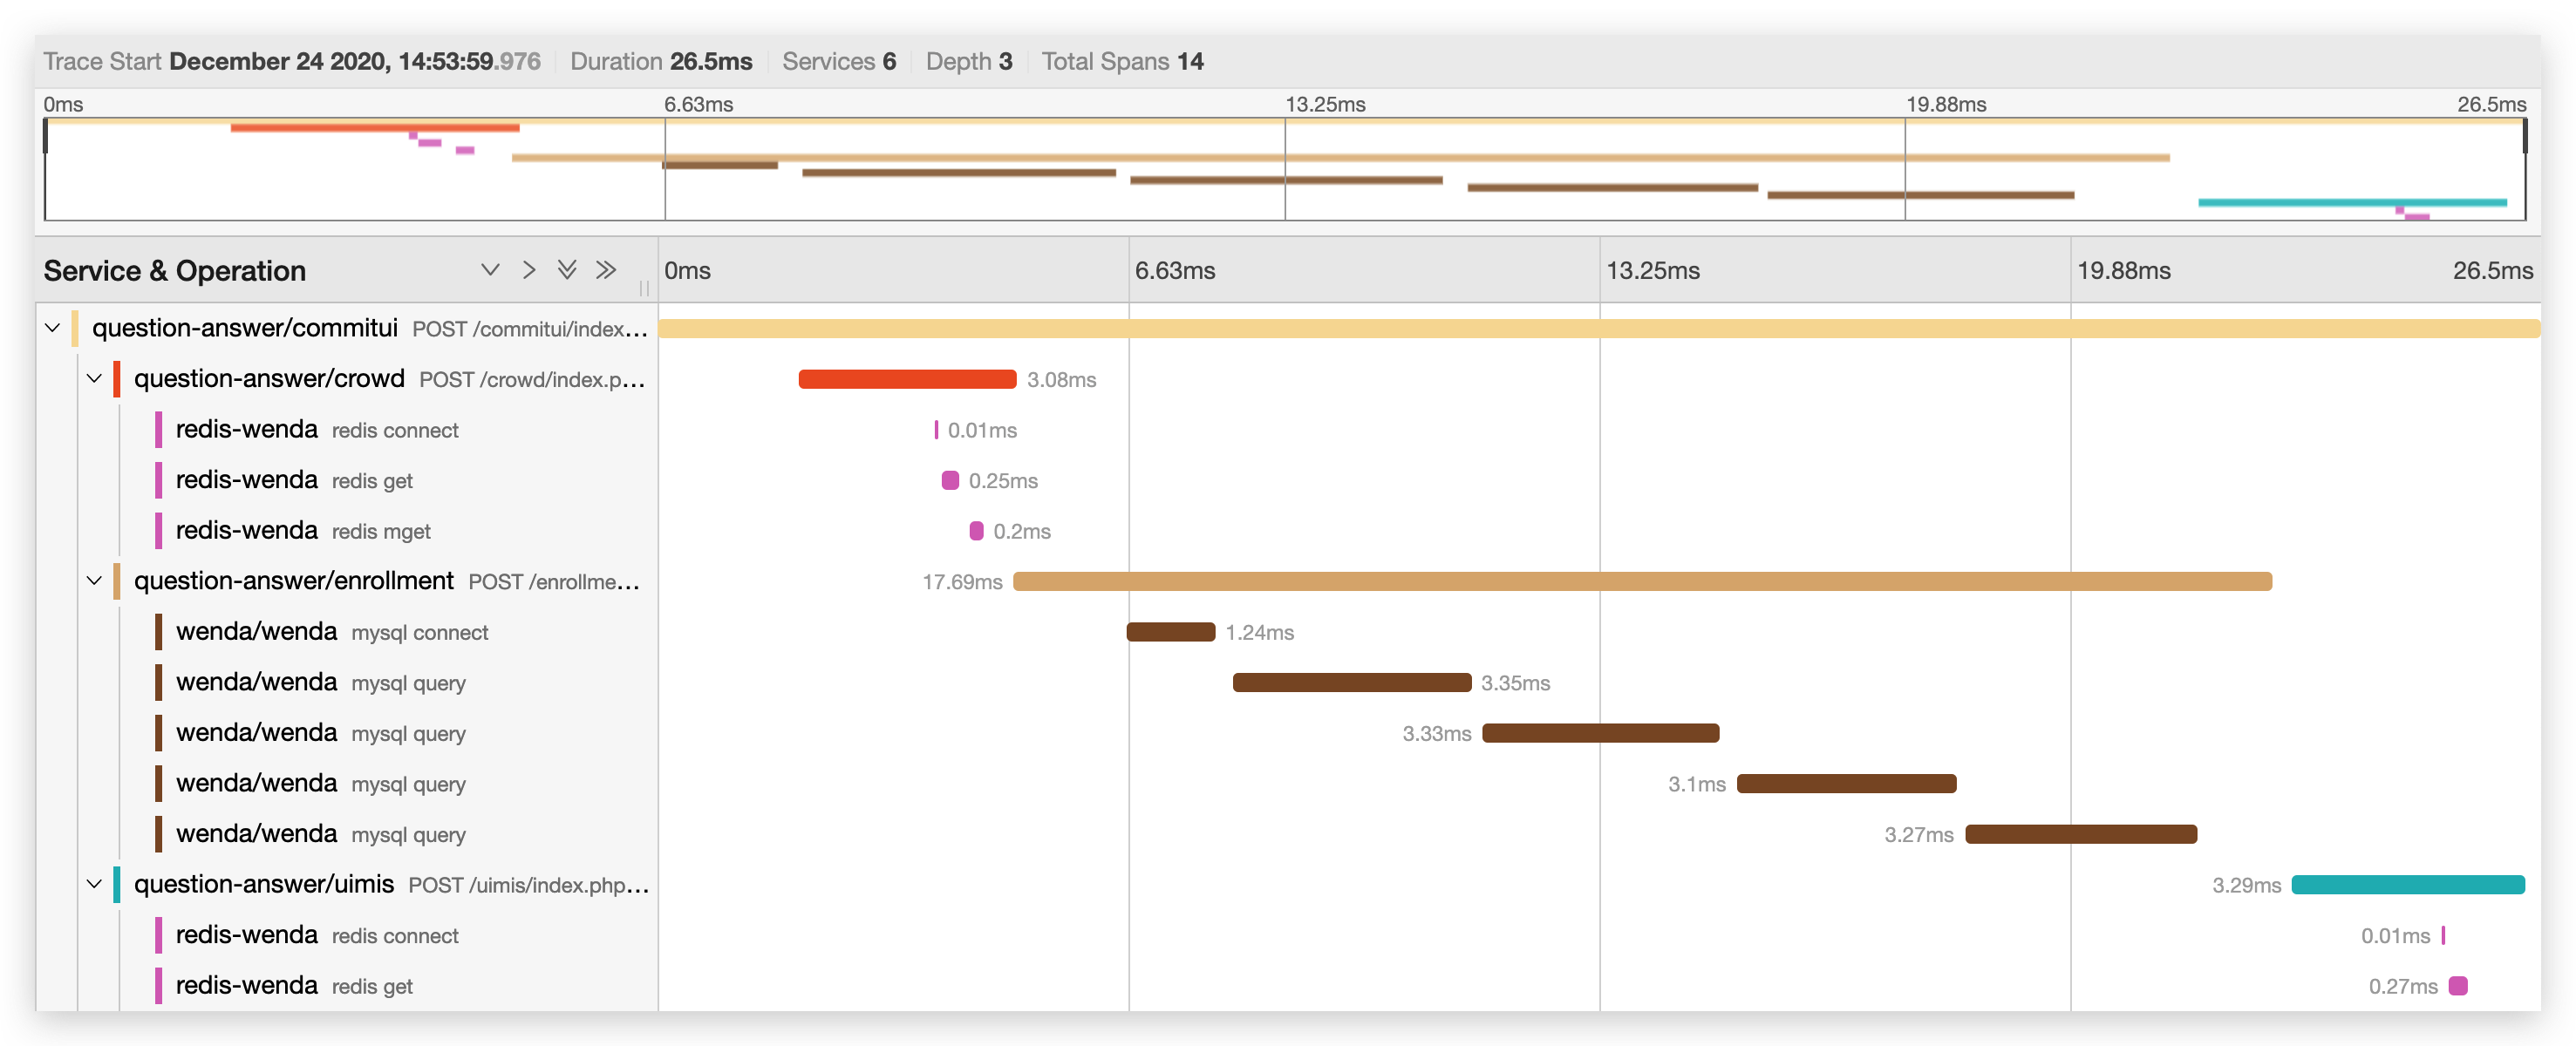 Trace Start December 24 2020, 14:53:59.976 Duration 26.5ms Services 6 Depth 3 Total Spans 14
0ms 6.63ms 13.25ms 19.88ms 26.5ms
Service & Operation 0ms 6.63ms 13.25ms 19.88ms 26.5ms
question-answer/commitui POST /commitui/index...
question-answer/crowd POST /crowd/index.p... 3.08ms
redis-wenda redis connect 0.01ms
redis-wenda redis get 0.25ms
redis-wenda redis mget 0.2ms
question-answer/enrollment POST /enrollme... 17.69ms
wenda/wenda mysql connect 1.24ms
wenda/wenda mysql query 3.35ms
wenda/wenda mysql query 3.33ms
wenda/wenda mysql query 3.1ms
wenda/wenda mysql query 3.27ms
question-answer/uimis POST /uimis/index.php... 3.29ms
redis-wenda redis connect 0.01ms
redis-wenda redis get 0.27ms